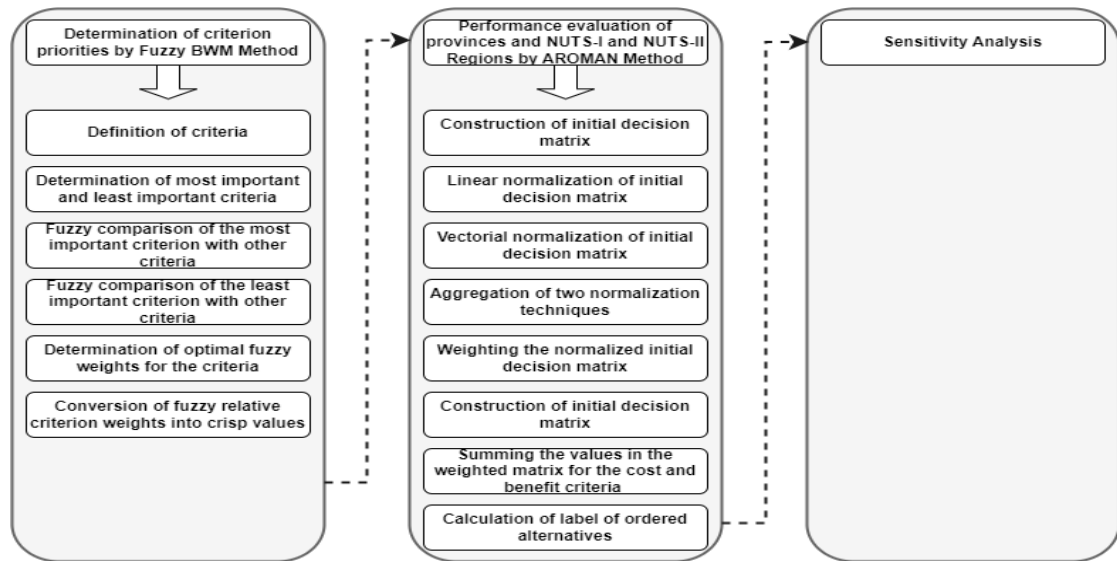 Determination of criterion
priorities by Fuzzy BWM Method
Definition of criteria
Determination of most important
and least important criteria
Fuzzy comparison of the most
important criterion with other
criteria
Fuzzy comparison of the least
important criterion with other
criteria
Determination of optimal fuzzy
weights for the criteria
Conversion of fuzzy relative
criterion weights into crisp values
Performance evaluation of
provinces and NUTS-I and NUTS-II
Regions by AROMAN Method
Construction of initial decision
matrix
Linear normalization of initial
decision matrix
Vectorial normalization of initial
decision matrix
Aggregation of two normalization
techniques
Weighting the normalized initial
decision matrix
Construction of initial decision
matrix
Summing the values in the
weighted matrix for the cost and
benefit criteria
Calculation of label of ordered
alternatives
Sensitivity Analysis